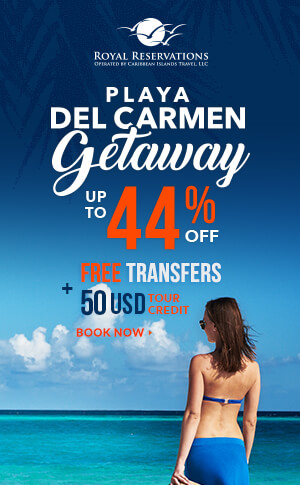 ROYAL RESERVATIONS
OPERATED BY CARIBBEAN ISLANDS TRAVEL, LLC
PLAYA
DEL CARMEN
Getaway
UP TO 44% OFF
FREE TRANSFERS
+ 50 USD TOUR CREDIT
BOOK NOW